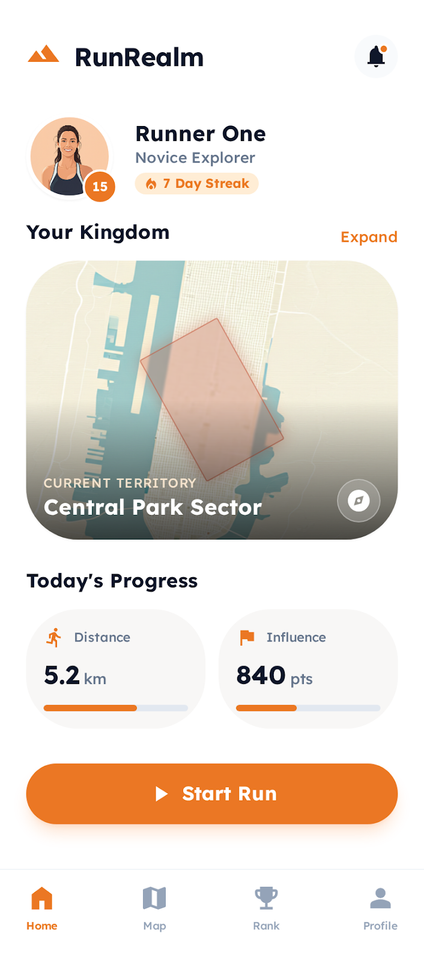 RunRealm
Runner One
Novice Explorer
15
7 Day Streak
Your Kingdom
Expand
CURRENT TERRITORY
Central Park Sector
Today's Progress
Distance
5.2 km
Influence
840 pts
Start Run
Home
Map
Rank
Profile